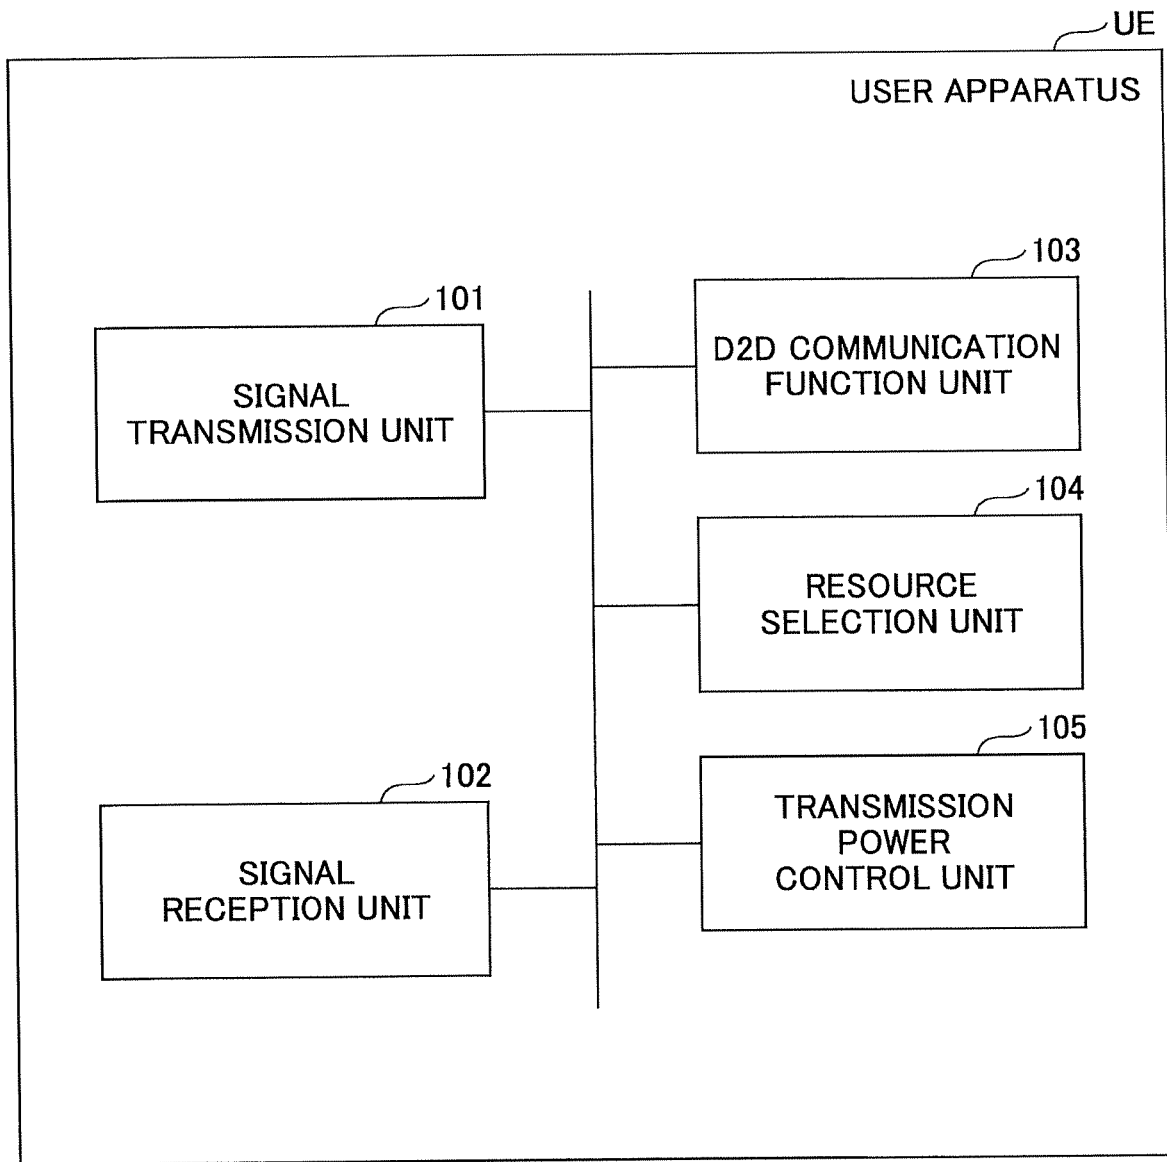 UE
USER APPARATUS
101
SIGNAL
TRANSMISSION UNIT
102
SIGNAL
RECEPTION UNIT
103
D2D COMMUNICATION
FUNCTION UNIT
104
RESOURCE
SELECTION UNIT
105
TRANSMISSION
POWER
CONTROL UNIT